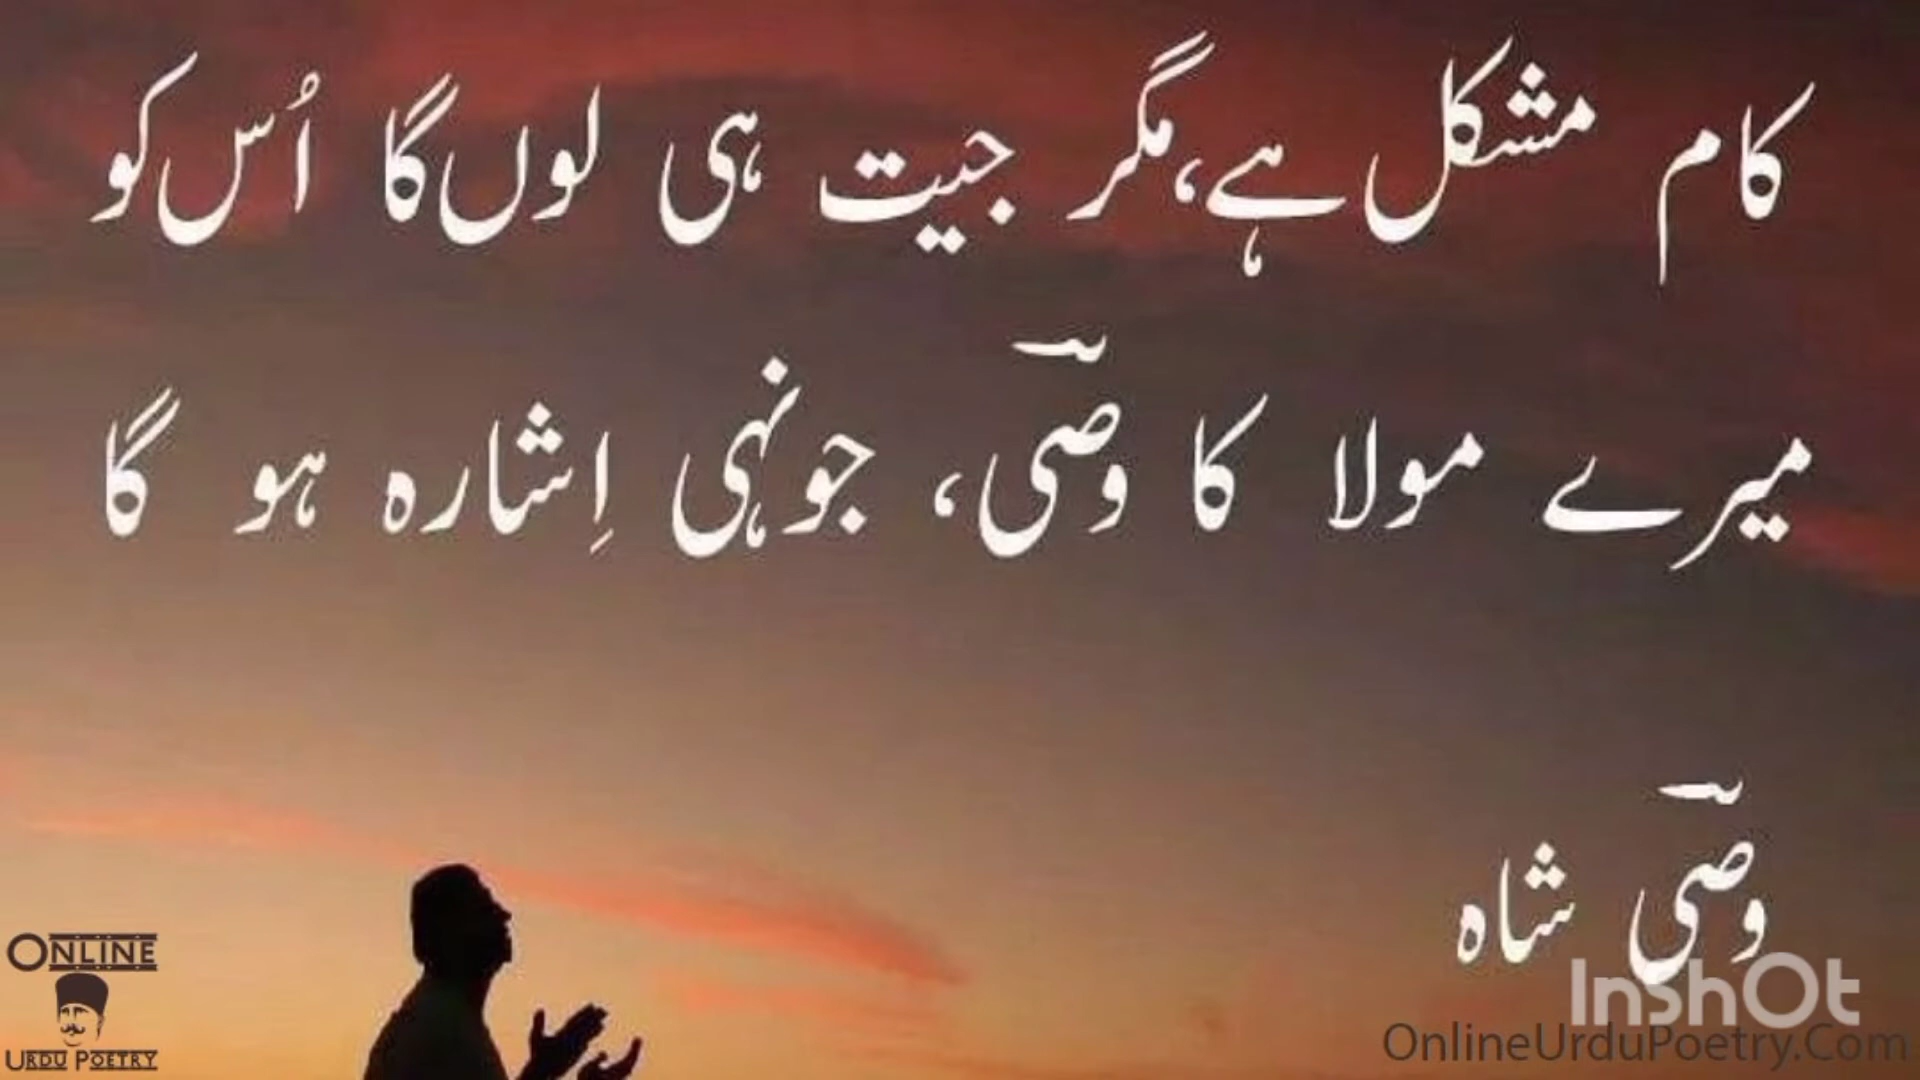 کام مشکل ہے، مگر جیت ہی لوں گا اُس کو
میرے مولا کا وصیؔ، جونہی اِشارہ ہو گا
وصیؔ شاہ
InshOt
OnlineUrduPoetry.Com
ONLINE
URDU POETRY